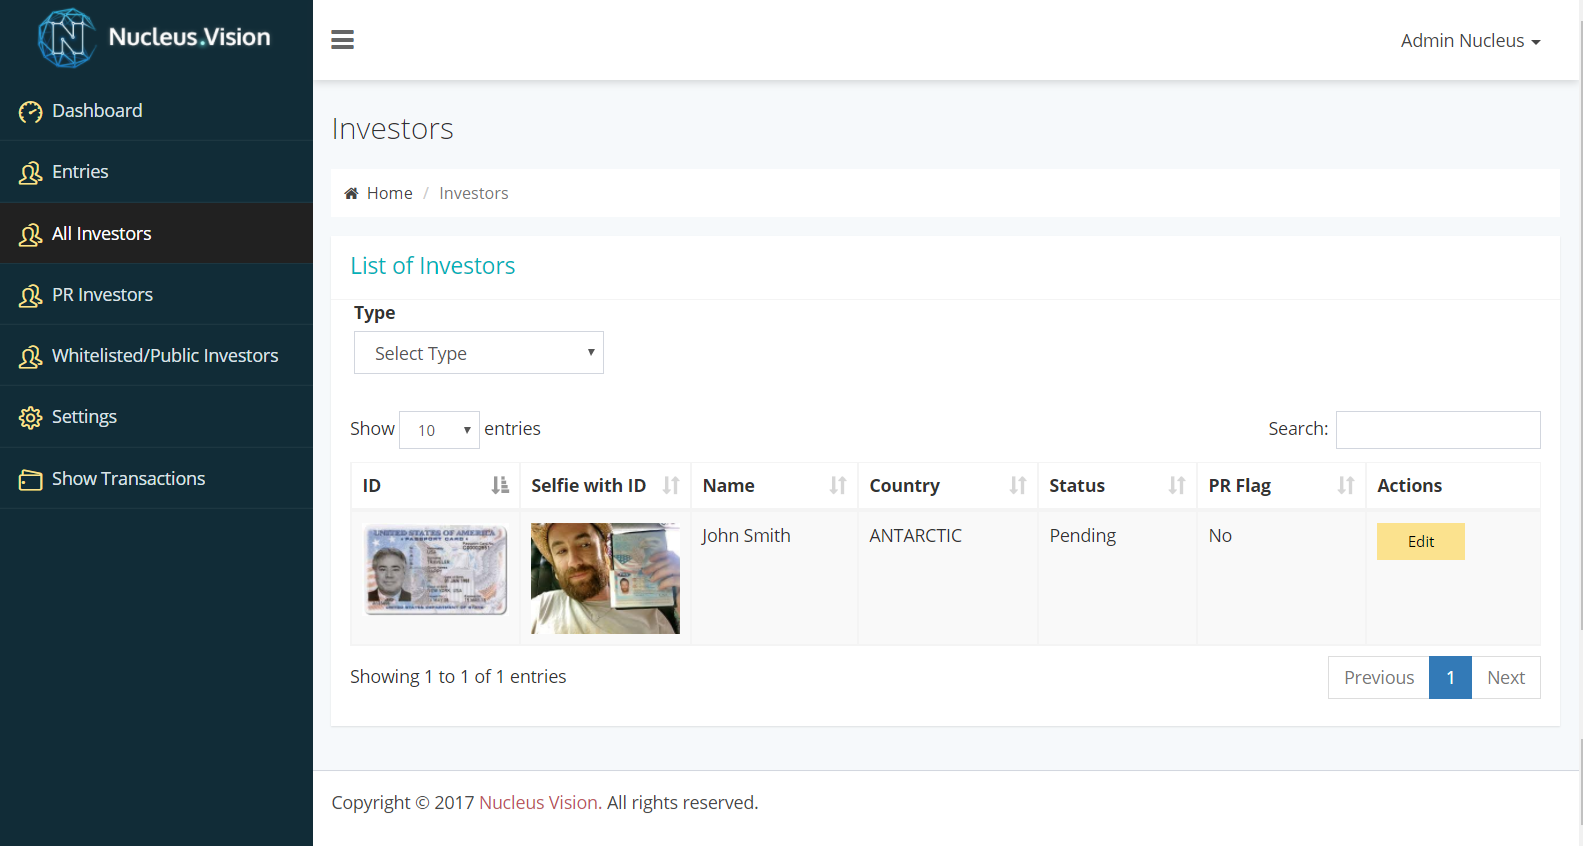 Nucleus.Vision
Admin Nucleus
Dashboard
Entries
All Investors
PR Investors
Whitelisted/Public Investors
Settings
Show Transactions
Investors
Home / Investors
List of Investors
Type
Select Type
Show 10 entries
Search:
ID Selfie with ID Name Country Status PR Flag Actions
UNITED STATES OF AMERICA
PASSPORT CARD
John Smith ANTARCTIC Pending No Edit
Showing 1 to 1 of 1 entries
Previous 1 Next
Copyright © 2017 Nucleus Vision. All rights reserved.